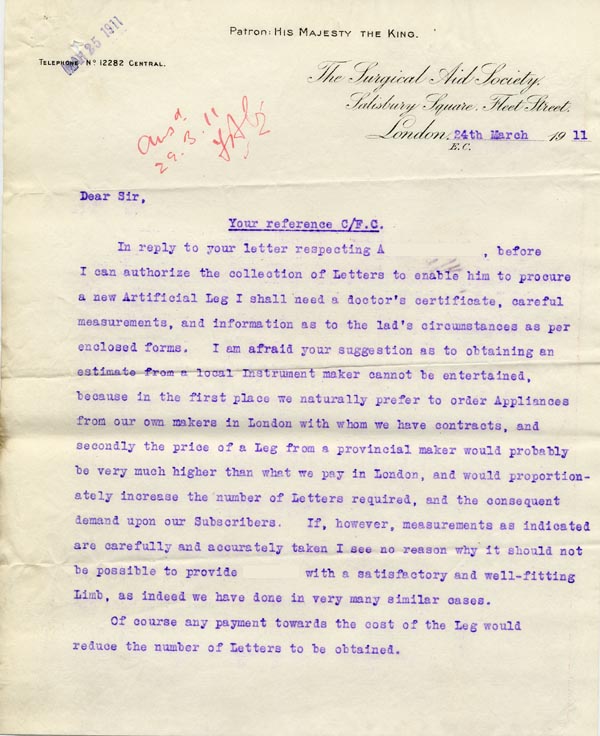 MAR 25 1911
Patron: HIS MAJESTY THE KING.
TELEPHONE Nº 12282 CENTRAL.
The Surgical Aid Society,
Salisbury Square, Fleet Street,
London, 24th March 1911
E.C.
ansd
29.3.11
Dear Sir,
Your reference C/F.C.
In reply to your letter respecting A , before
I can authorize the collection of Letters to enable him to procure
a new Artificial Leg I shall need a doctor's certificate, careful
measurements, and information as to the lad's circumstances as per
enclosed forms. I am afraid your suggestion as to obtaining an
estimate from a local Instrument maker cannot be entertained,
because in the first place we naturally prefer to order Appliances
from our own makers in London with whom we have contracts, and
secondly the price of a Leg from a provincial maker would probably
be very much higher than what we pay in London, and would proportion-
ately increase the number of Letters required, and the consequent
demand upon our Subscribers. If, however, measurements as indicated
are carefully and accurately taken I see no reason why it should not
be possible to provide with a satisfactory and well-fitting
Limb, as indeed we have done in very many similar cases.
Of course any payment towards the cost of the Leg would
reduce the number of Letters to be obtained.